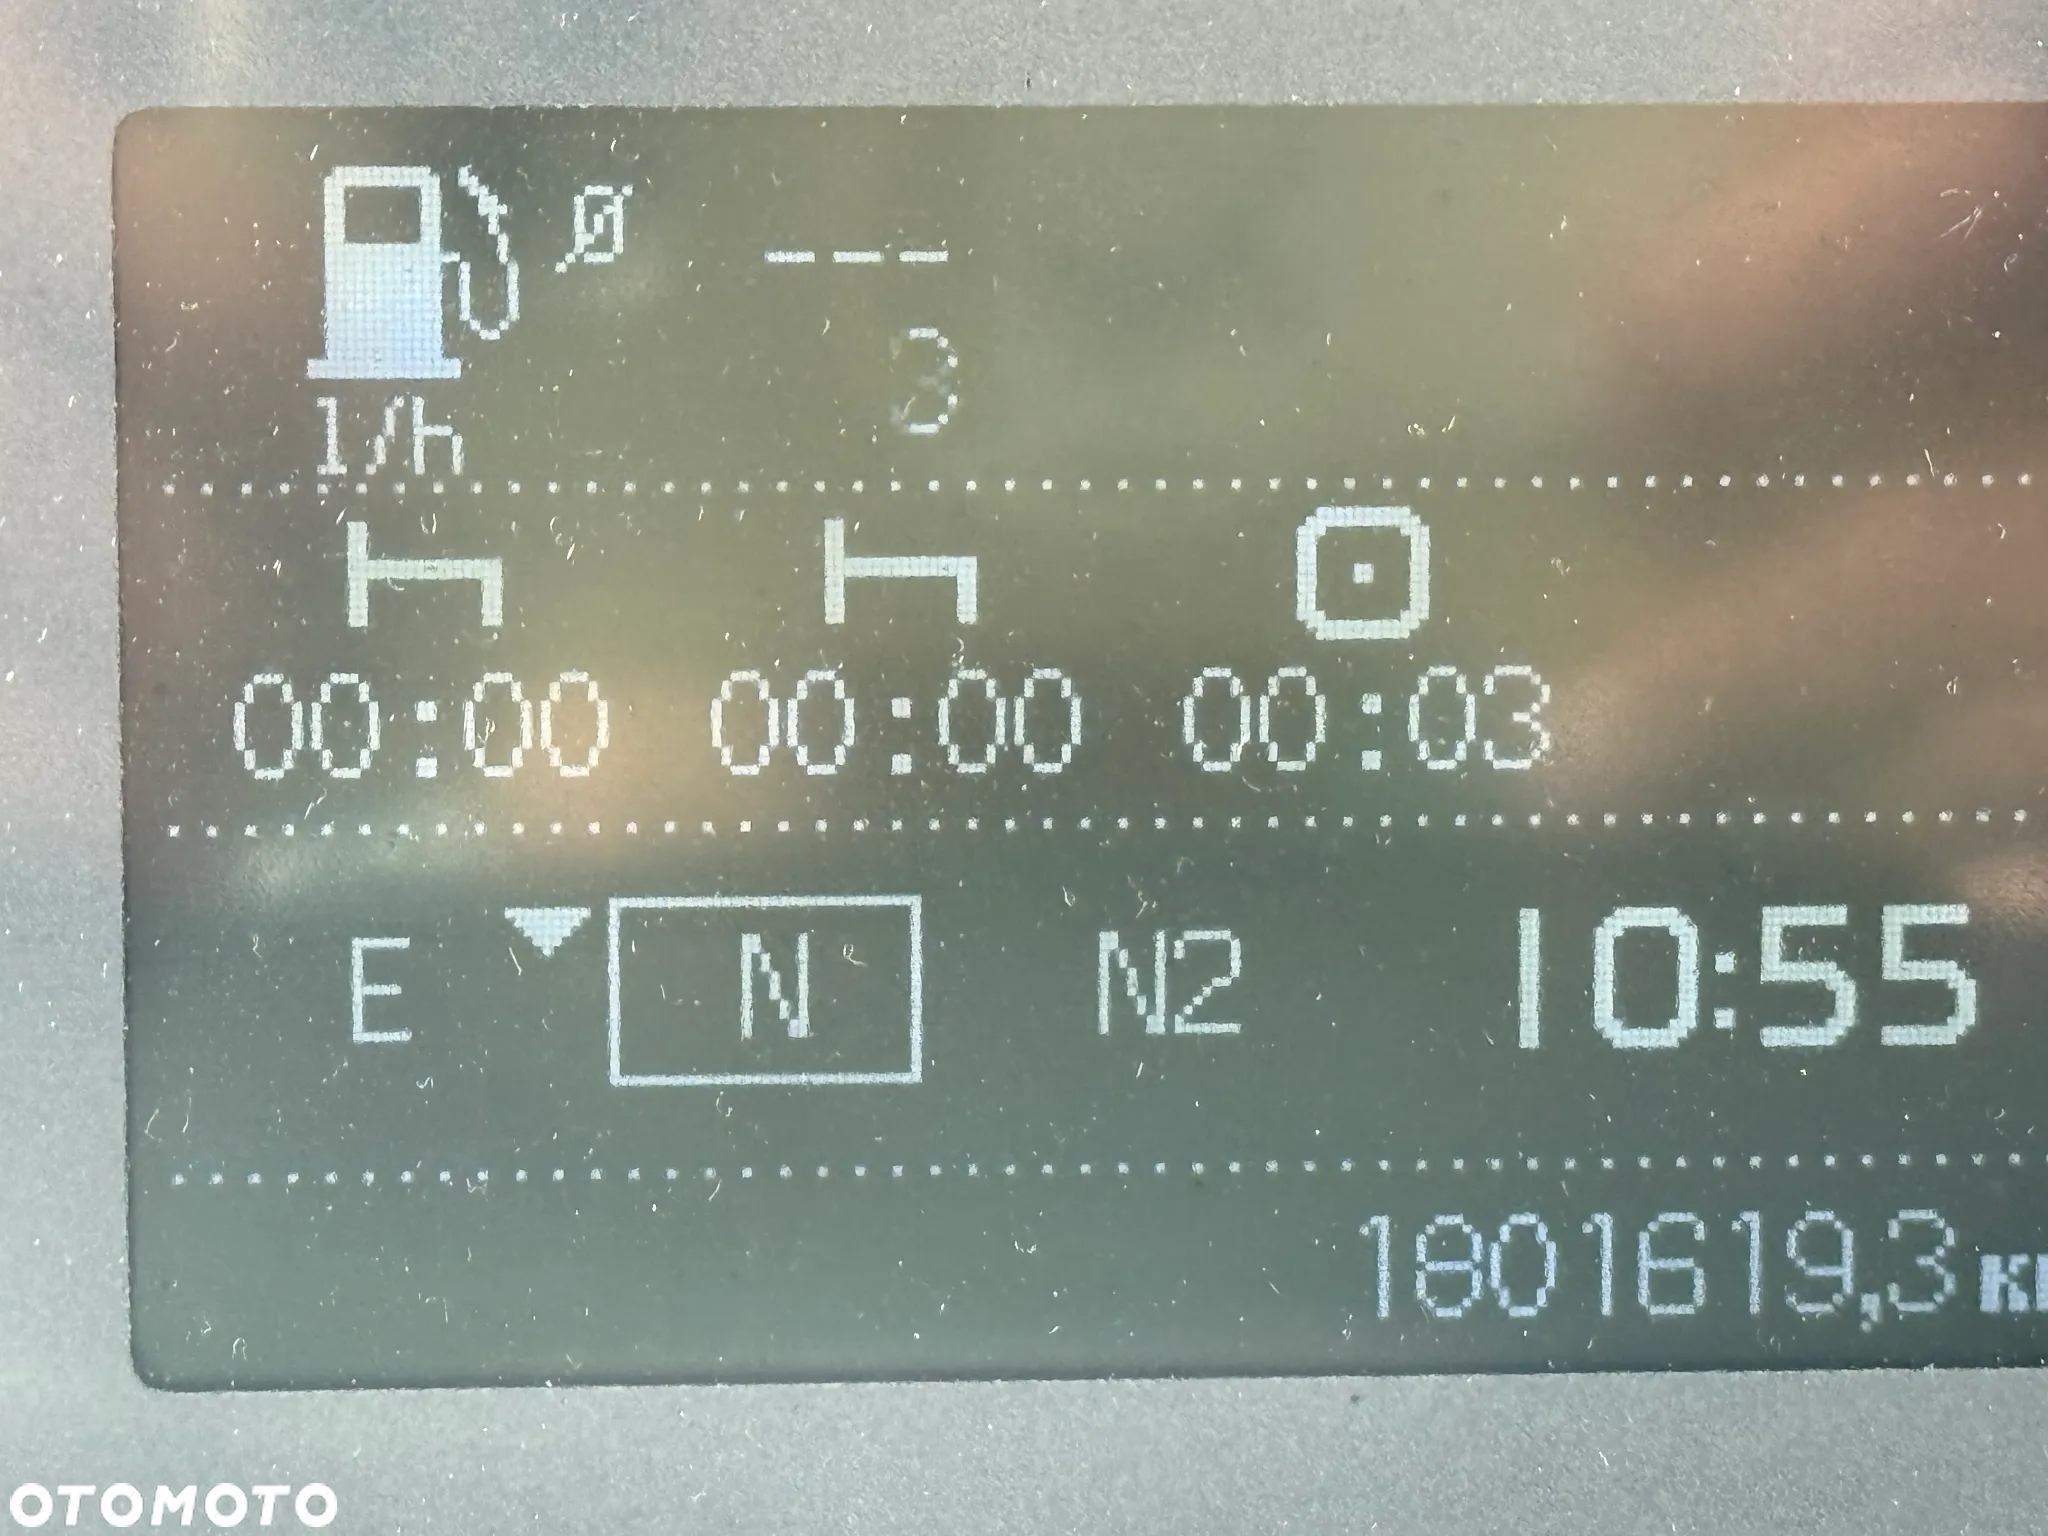 ---
3
l/h
00:00 00:00 00:03
E N N2 10:55
1801619,3
OTOMOTO